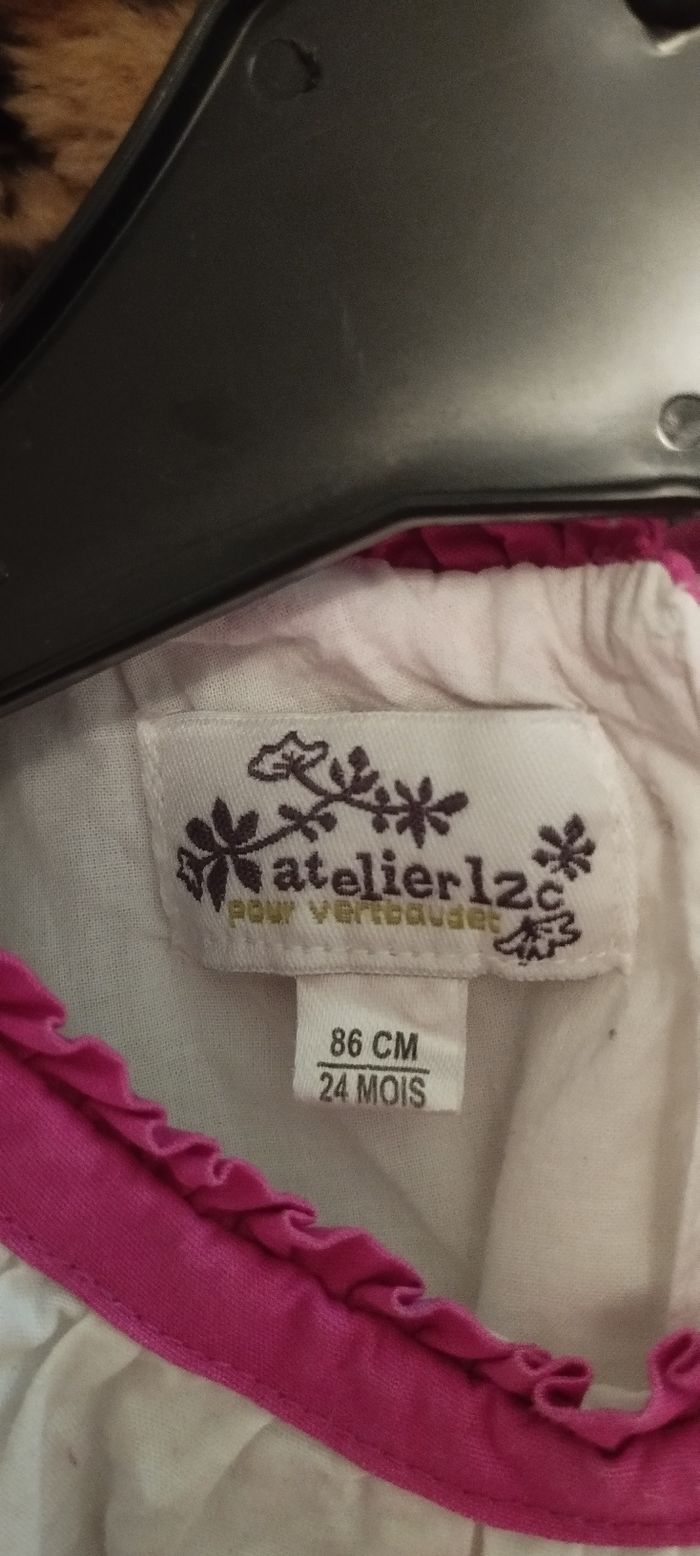 atelier12c
pour vertbaudet
86 CM
24 MOIS